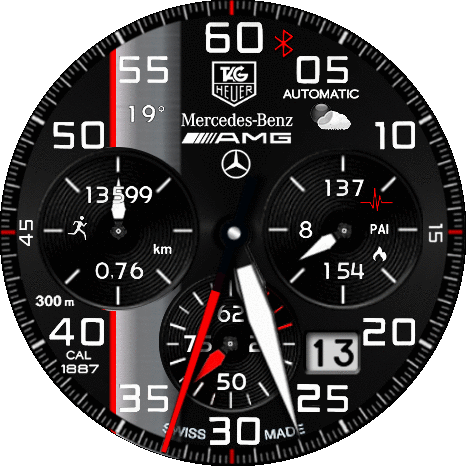 60
55
05
TAG
HEUER
AUTOMATIC
19°
Mercedes-Benz
AMG
50
10
13599
137
45
8
PAI
15
km
0.76
154
300 m
62
40
20
CAL
1887
13
50
35
25
SWISS
30
MADE